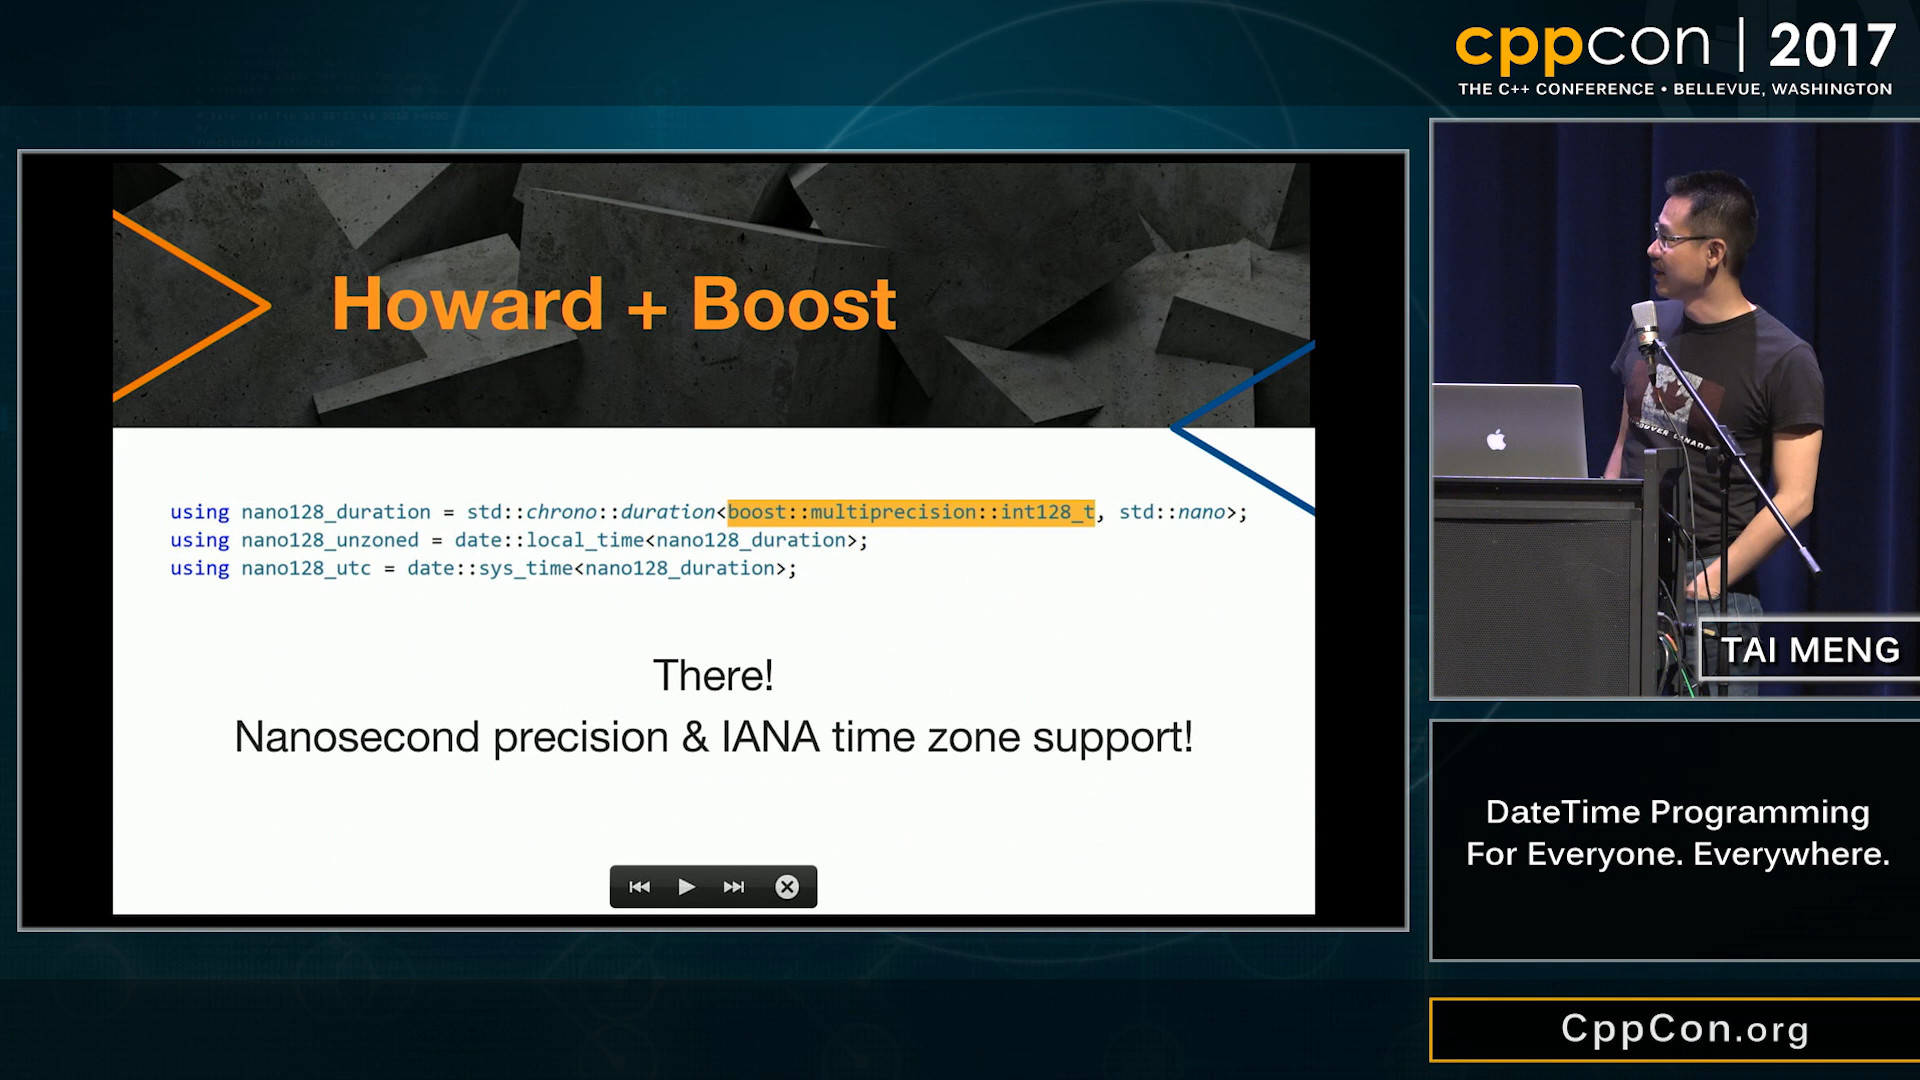 cppcon | 2017
THE C++ CONFERENCE • BELLEVUE, WASHINGTON
Howard + Boost
using nano128_duration = std::chrono::duration<boost::multiprecision::int128_t, std::nano>;
using nano128_unzoned = date::local_time<nano128_duration>;
using nano128_utc = date::sys_time<nano128_duration>;
There!
Nanosecond precision & IANA time zone support!
TAI MENG
DateTime Programming
For Everyone. Everywhere.
CppCon.org